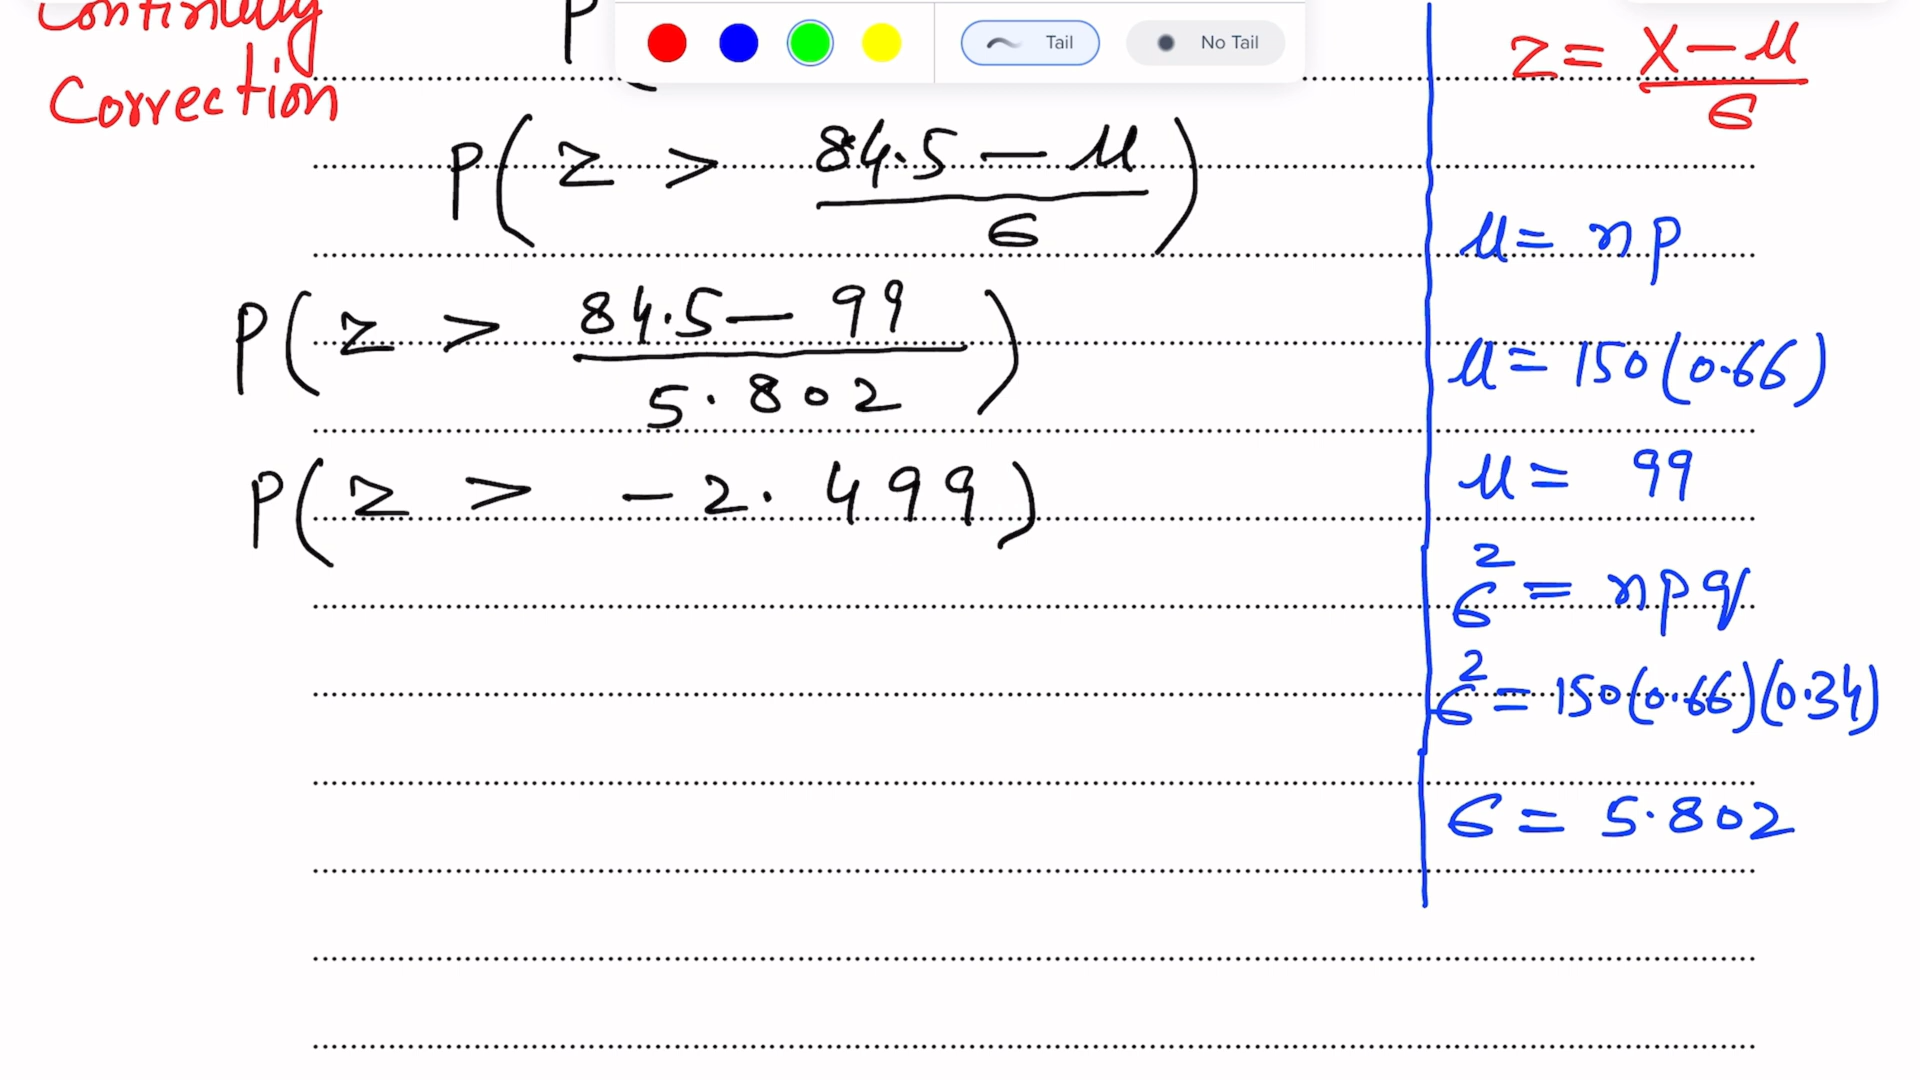 Continuity
Correction
P(
Tail
No Tail
P( z > (84.5 − μ)/σ )
P( z > (84.5 − 99)/5.802 )
P( z > −2.499 )
z = (X − μ)/σ
μ = np
μ = 150(0.66)
μ = 99
σ² = npq
σ² = 150(0.66)(0.34)
σ = 5.802